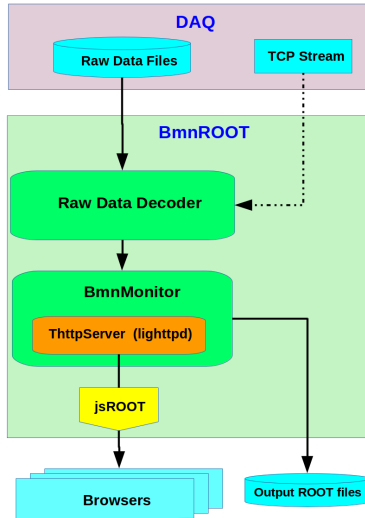 DAQ
Raw Data Files
TCP Stream
BmnROOT
Raw Data Decoder
BmnMonitor
ThttpServer (lighttpd)
jsROOT
Browsers
Output ROOT files